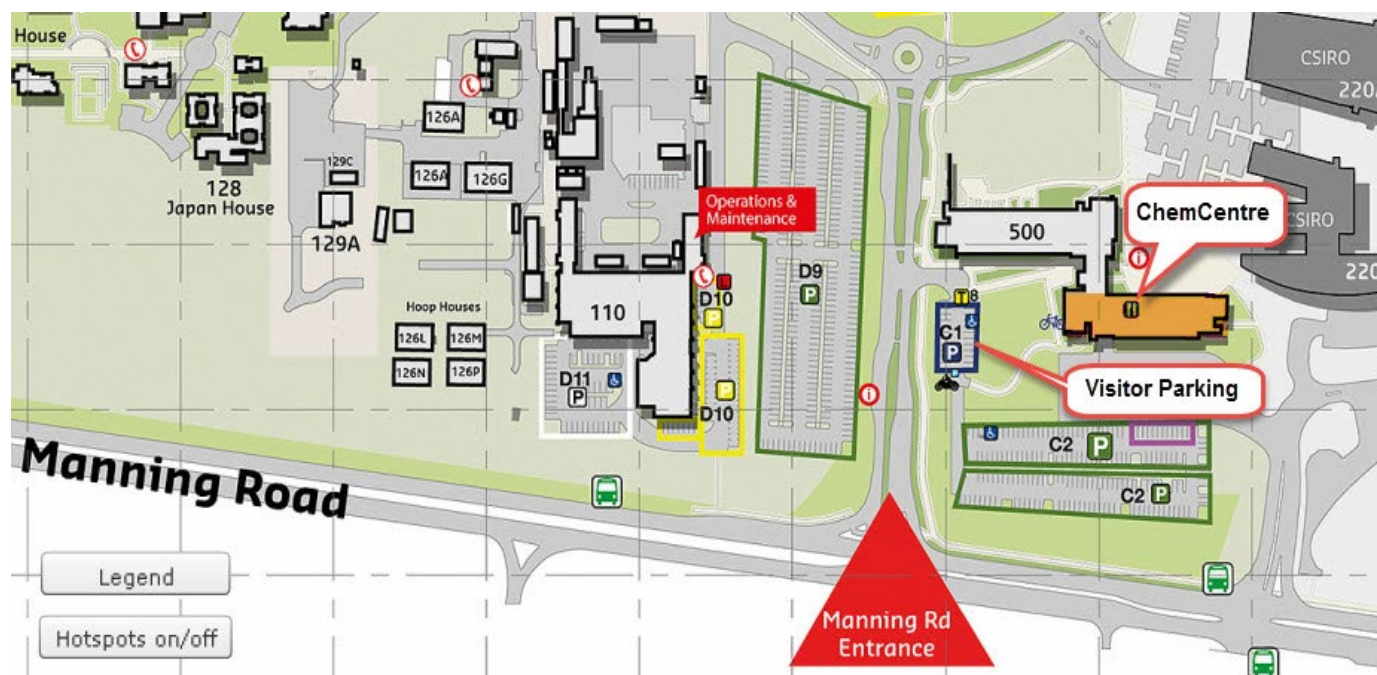 House
CSIRO
220
126A
129C
126A
126G
128
Japan House
129A
Operations &
Maintenance
ChemCentre
CSIRO
500
220
D9
P
D10
P
T8
110
Hoop Houses
126L
126M
126N
126P
C1
P
P
D11
P
P
D10
Visitor Parking
C2
P
C2
P
Manning Road
Legend
Hotspots on/off
Manning Rd
Entrance